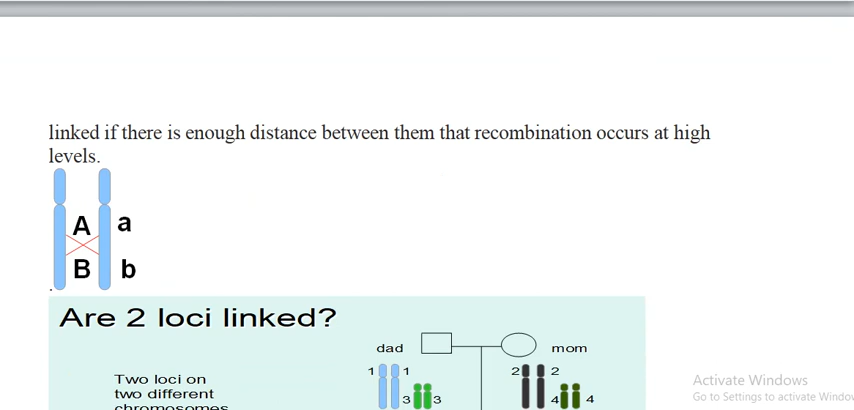 linked if there is enough distance between them that recombination occurs at high
levels.
A a
B b
.
Are 2 loci linked?
dad mom
1 1 2 2
Two loci on
two different
chromosomes
3 3 4 4
Activate Windows
Go to Settings to activate Window